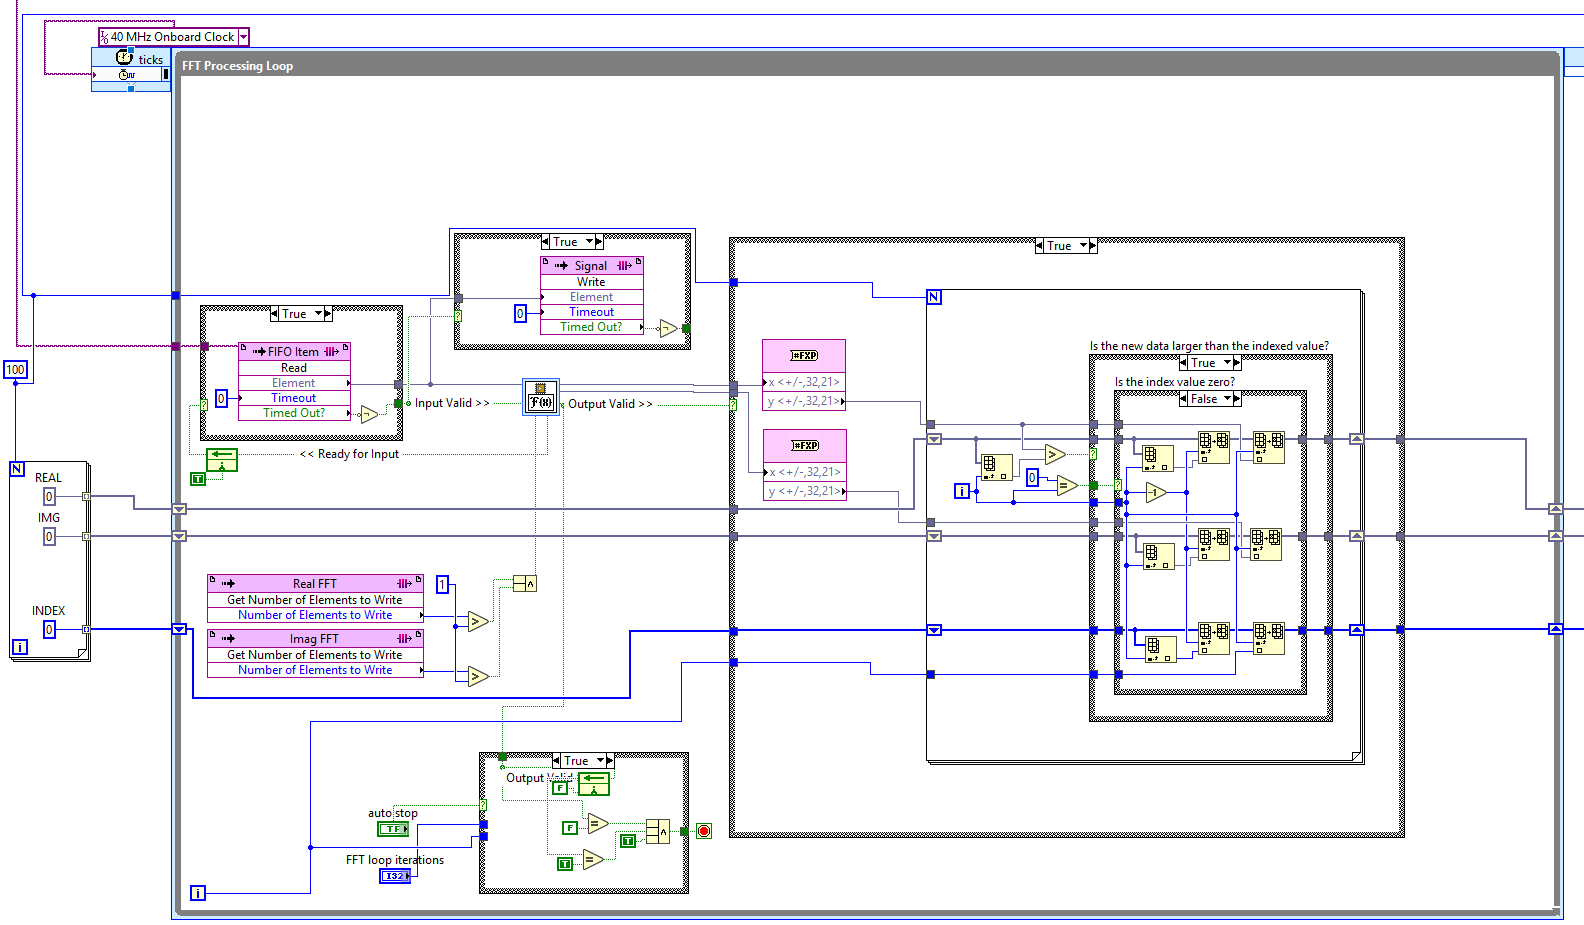 40 MHz Onboard Clock
ticks
FFT Processing Loop
True
Signal
Write
Element
Timeout
Timed Out?
0
True
FIFO Item
Read
Element
Timeout
Timed Out?
0
100
Input Valid >>
Output Valid >>
<< Ready for Input
T
True
#FXP
x <+/-,32,21>
y <+/-,32,21>
#FXP
x <+/-,32,21>
y <+/-,32,21>
N
Is the new data larger than the indexed value?
True
Is the index value zero?
False
0
i
-1
N
REAL
0
IMG
0
INDEX
0
i
Real FFT
Get Number of Elements to Write
Number of Elements to Write
1
Imag FFT
Get Number of Elements to Write
Number of Elements to Write
True
Output Valid
F
auto stop
TF
F
T
T
FFT loop iterations
I32
i